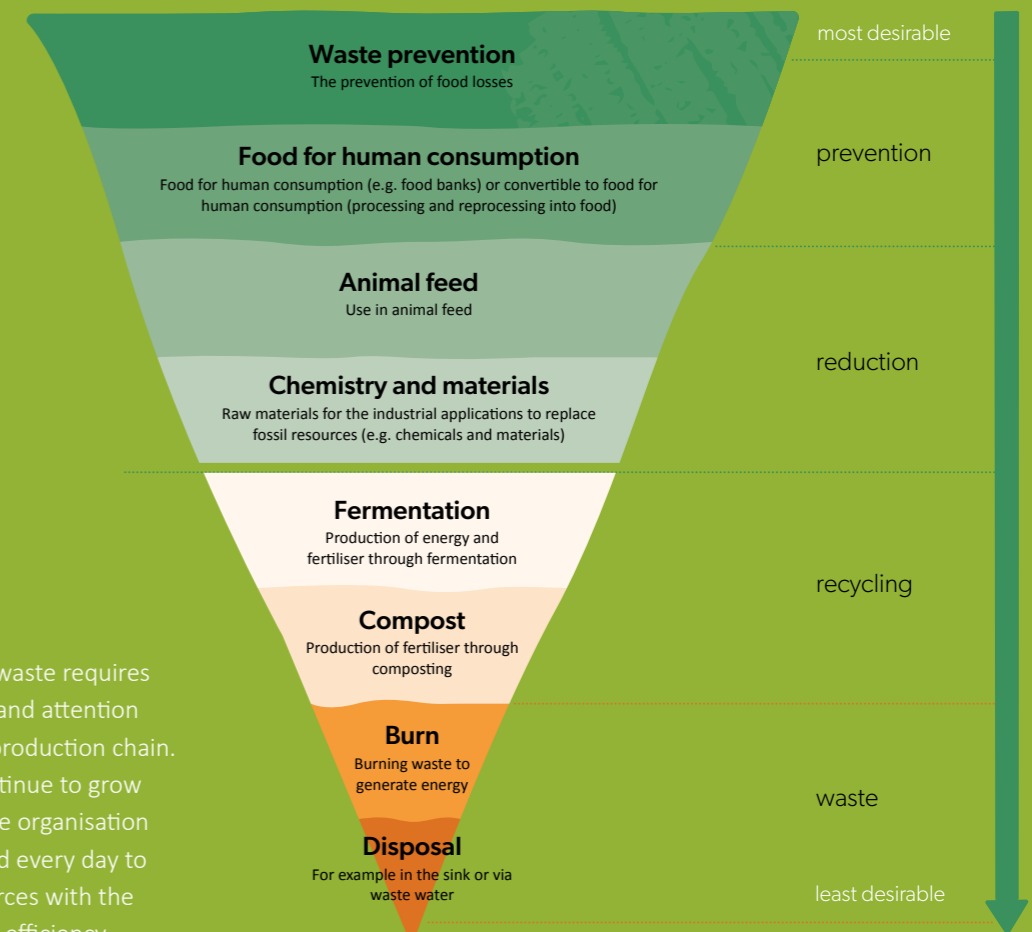 most desirable
Waste prevention
The prevention of food losses
prevention
Food for human consumption
Food for human consumption (e.g. food banks) or convertible to food for
human consumption (processing and reprocessing into food)
Animal feed
Use in animal feed
reduction
Chemistry and materials
Raw materials for the industrial applications to replace
fossil resources (e.g. chemicals and materials)
Fermentation
Production of energy and
fertiliser through fermentation
recycling
Compost
Production of fertiliser through
composting
Burn
Burning waste to
generate energy
waste
Disposal
For example in the sink or via
waste water
least desirable
waste requires
and attention
production chain.
tinue to grow
e organisation
d every day to
rces with the
efficiency